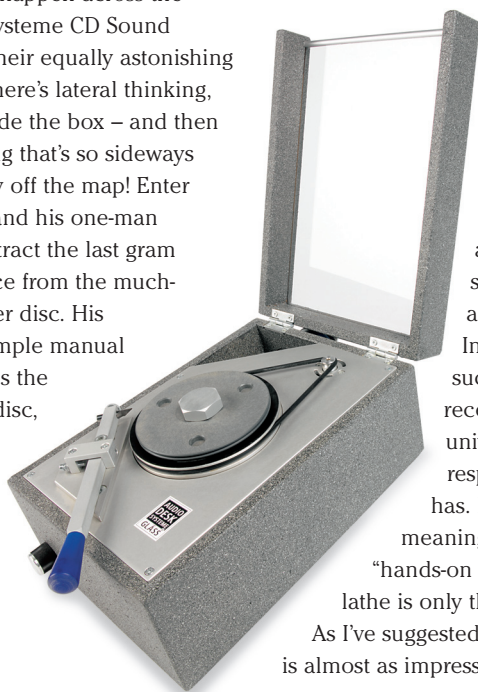 happen across the
ysteme CD Sound
heir equally astonishing
here's lateral thinking,
de the box – and then
g that's so sideways
y off the map! Enter
and his one-man
tract the last gram
ce from the much-
er disc. His
mple manual
s the
disc,
AUDIO
DESK
SYSTEME
GLASS
a
s
a
In
suc
rece
univ
resp
has.
meaning
“hands-on
lathe is only th
As I've suggested
is almost as impress